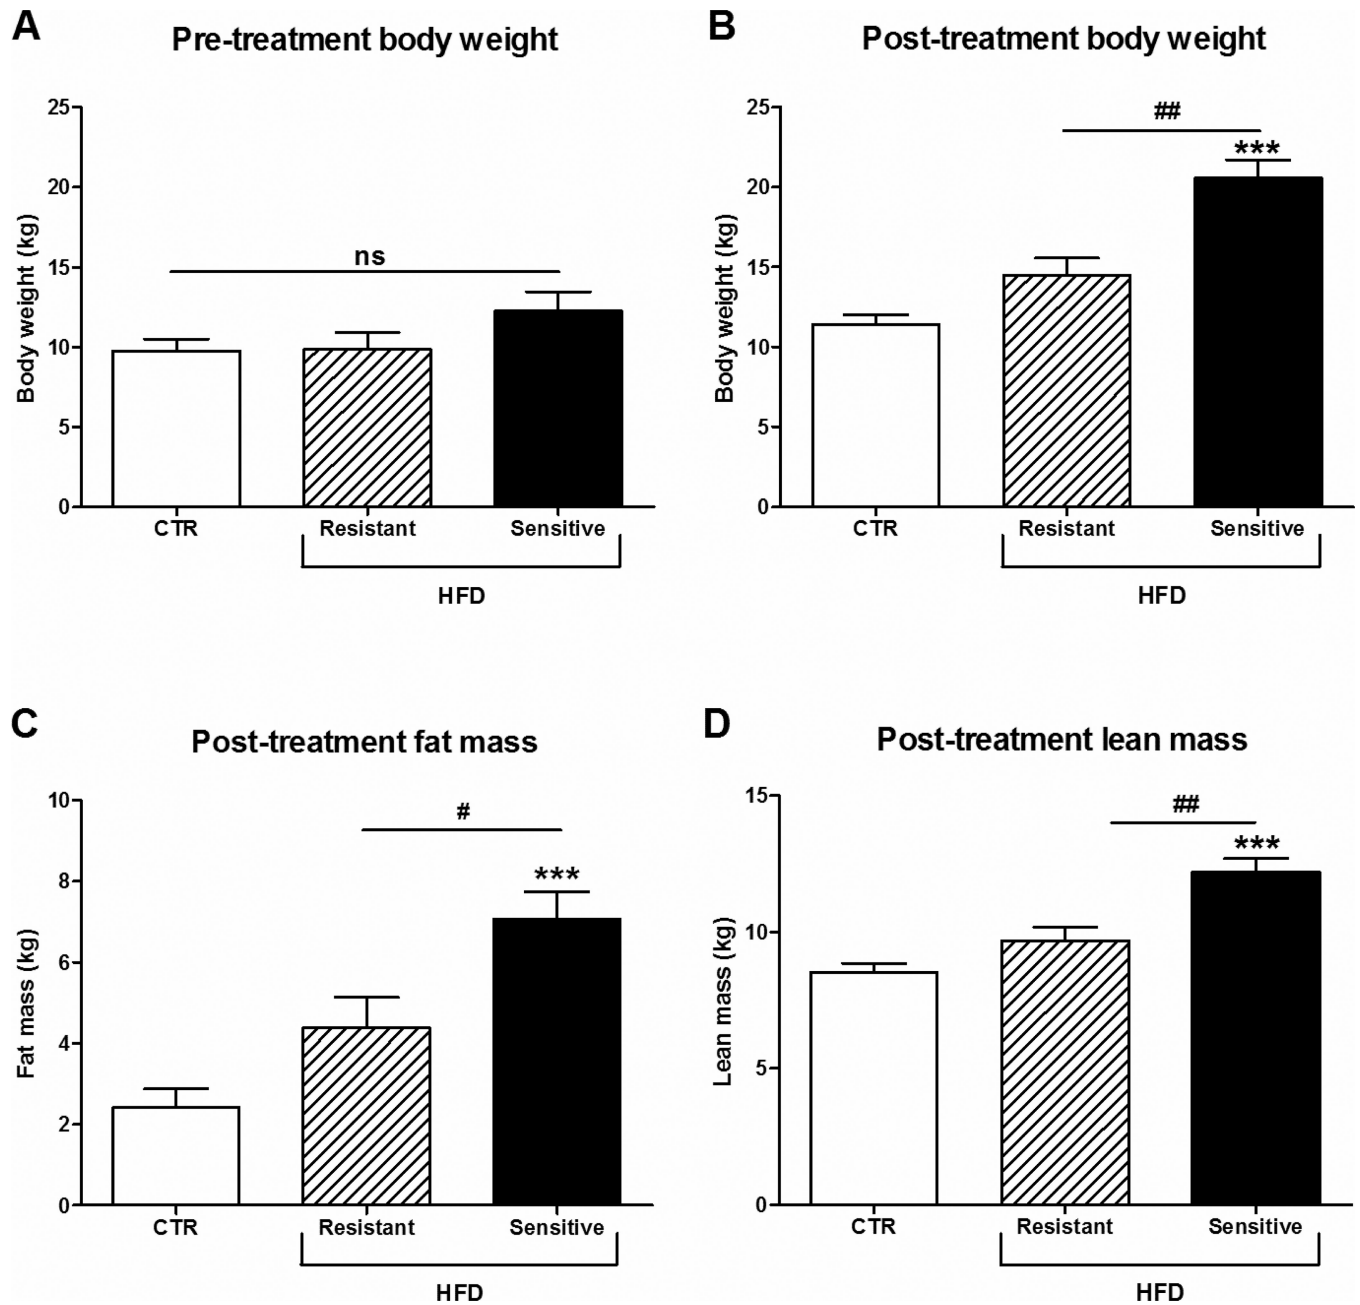 A
Pre-treatment body weight
25
20
15
10
5
0
Body weight (kg)
ns
CTR
Resistant
Sensitive
HFD
B
Post-treatment body weight
25
20
15
10
5
0
Body weight (kg)
##
***
CTR
Resistant
Sensitive
HFD
C
Post-treatment fat mass
10
8
6
4
2
0
Fat mass (kg)
#
***
CTR
Resistant
Sensitive
HFD
D
Post-treatment lean mass
15
10
5
0
Lean mass (kg)
##
***
CTR
Resistant
Sensitive
HFD